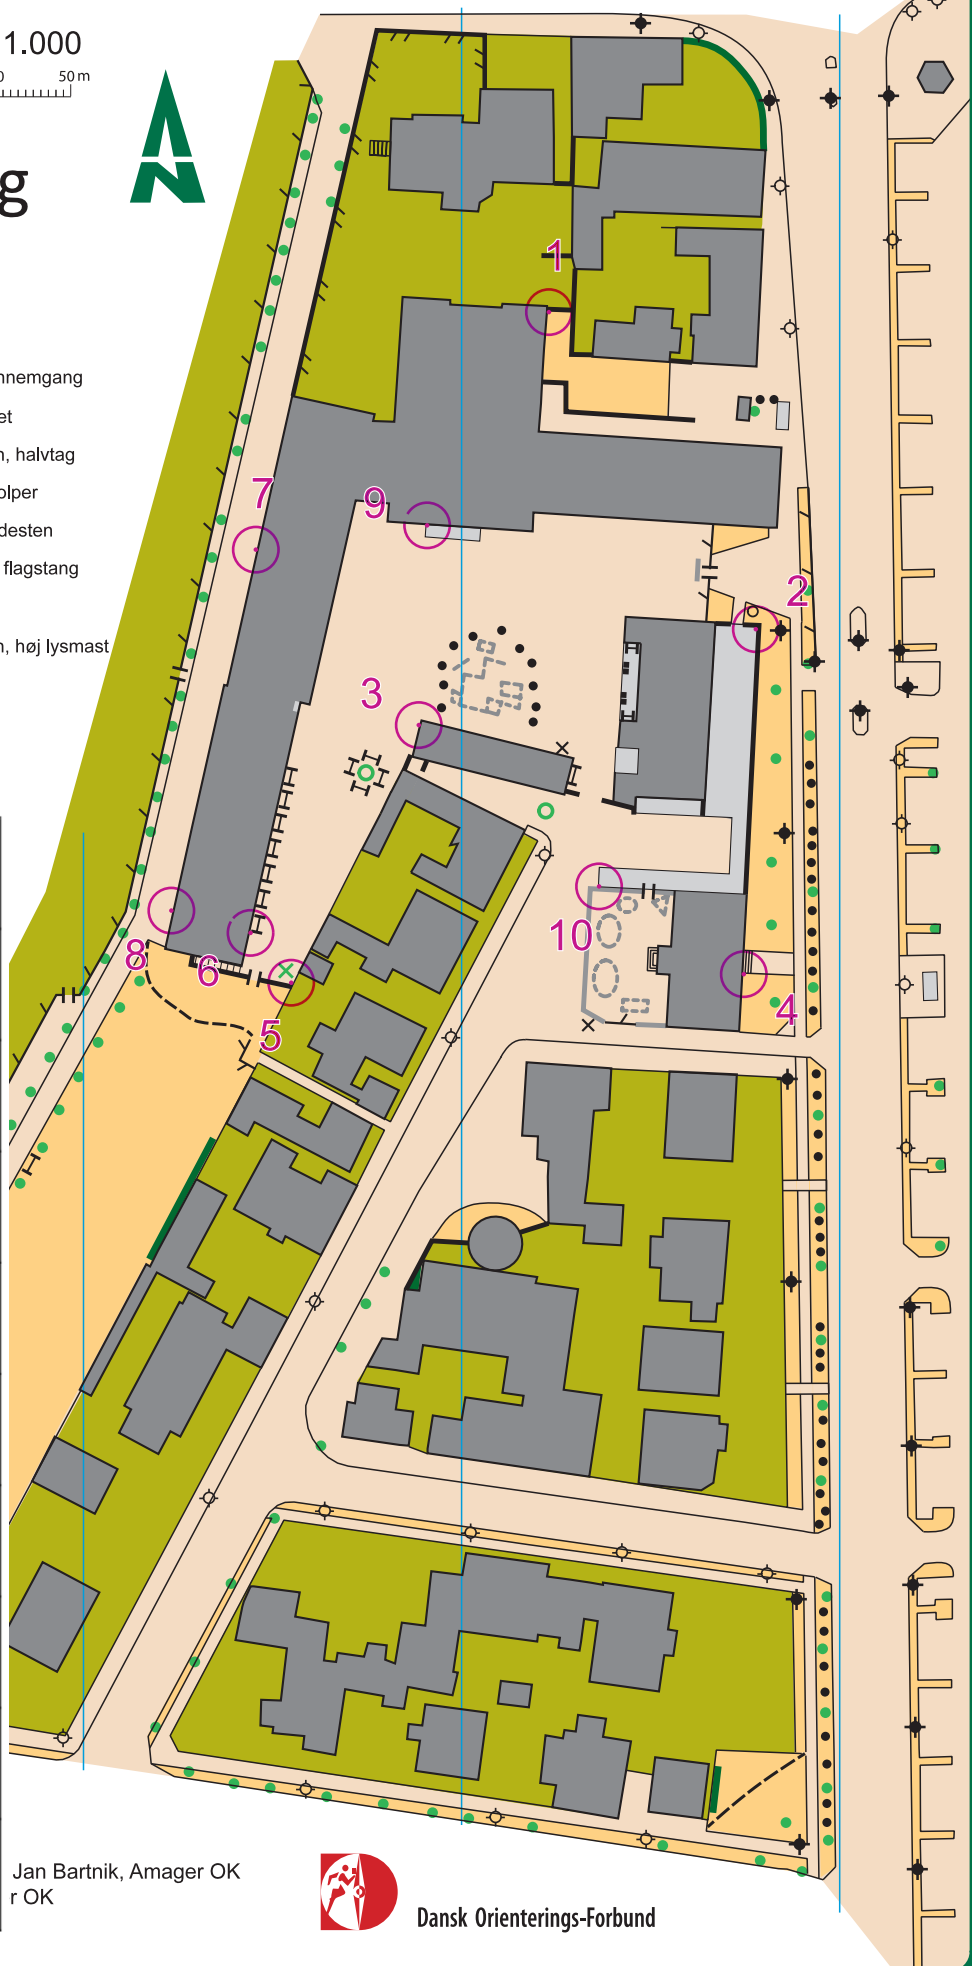 1.000
0 50 m
g
nnemgang
et
n, halvtag
olper
desten
flagstang
n, høj lysmast
1
2
3
4
5
6
7
8
9
10
Jan Bartnik, Amager OK
r OK
Dansk Orienterings-Forbund